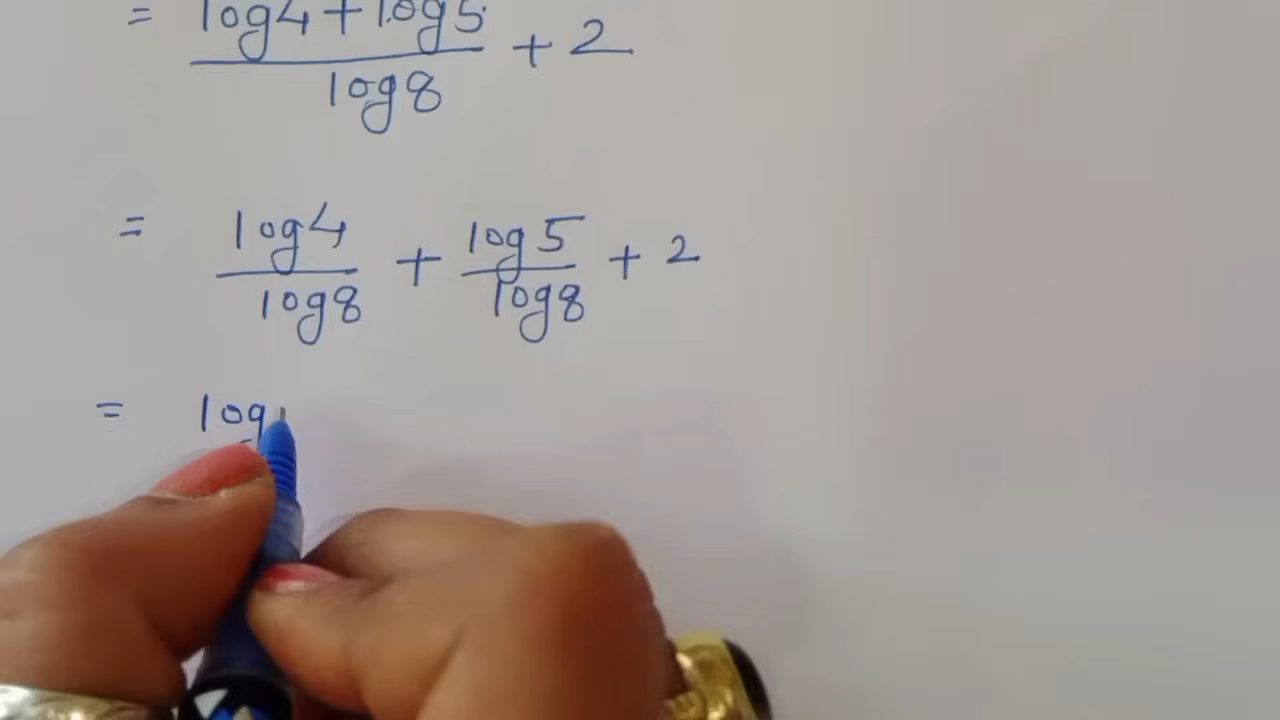 = log4 + log5 / log8 + 2
= log4 / log8 + log5 / log8 + 2
= log